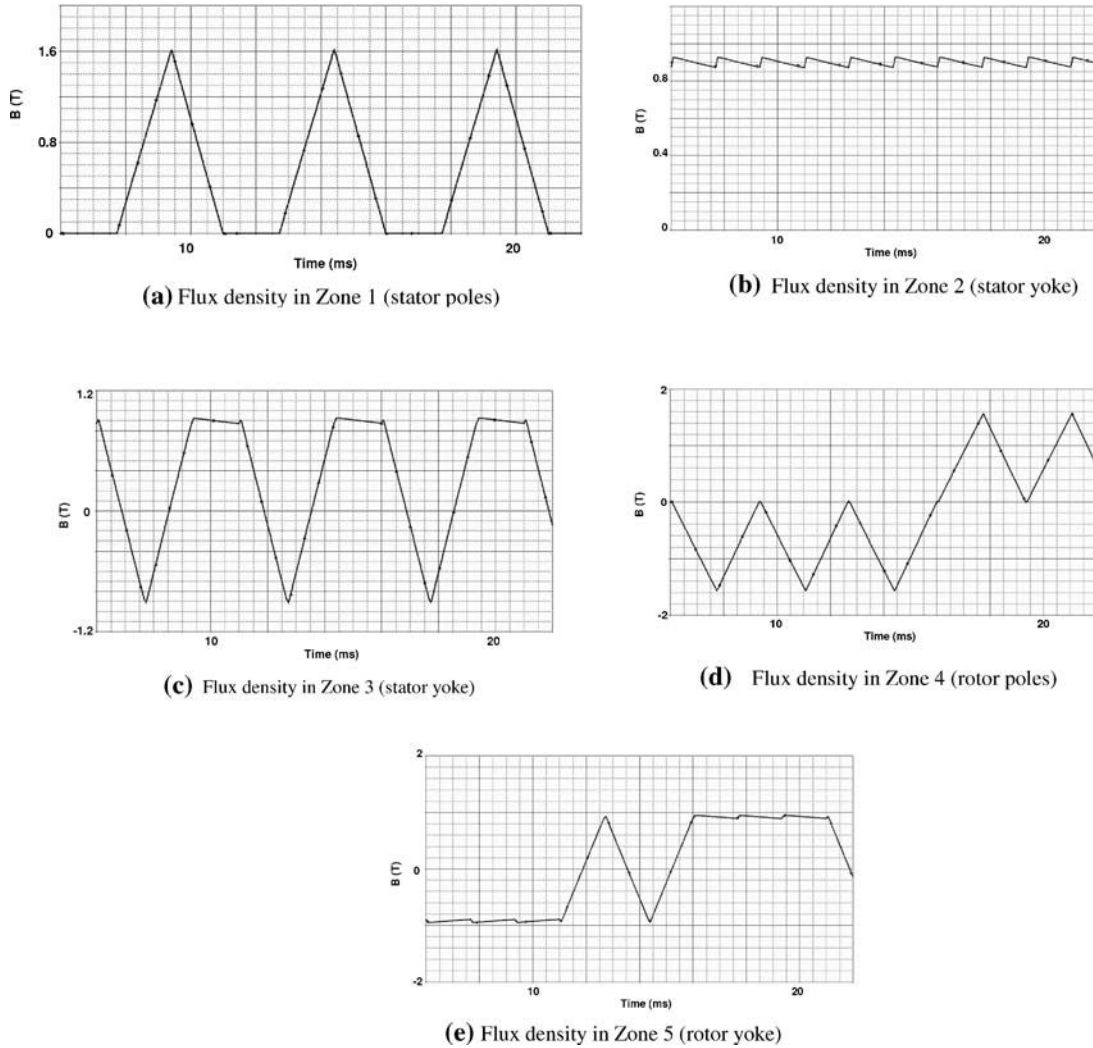 1.6
0.8
0
B (T)
10
20
Time (ms)
(a) Flux density in Zone 1 (stator poles)
0.8
0.4
0
B (T)
10
20
Time (ms)
(b) Flux density in Zone 2 (stator yoke)
1.2
0
-1.2
B (T)
10
20
Time (ms)
(c) Flux density in Zone 3 (stator yoke)
2
0
-2
B (T)
10
20
Time (ms)
(d) Flux density in Zone 4 (rotor poles)
2
0
-2
B (T)
10
20
Time (ms)
(e) Flux density in Zone 5 (rotor yoke)